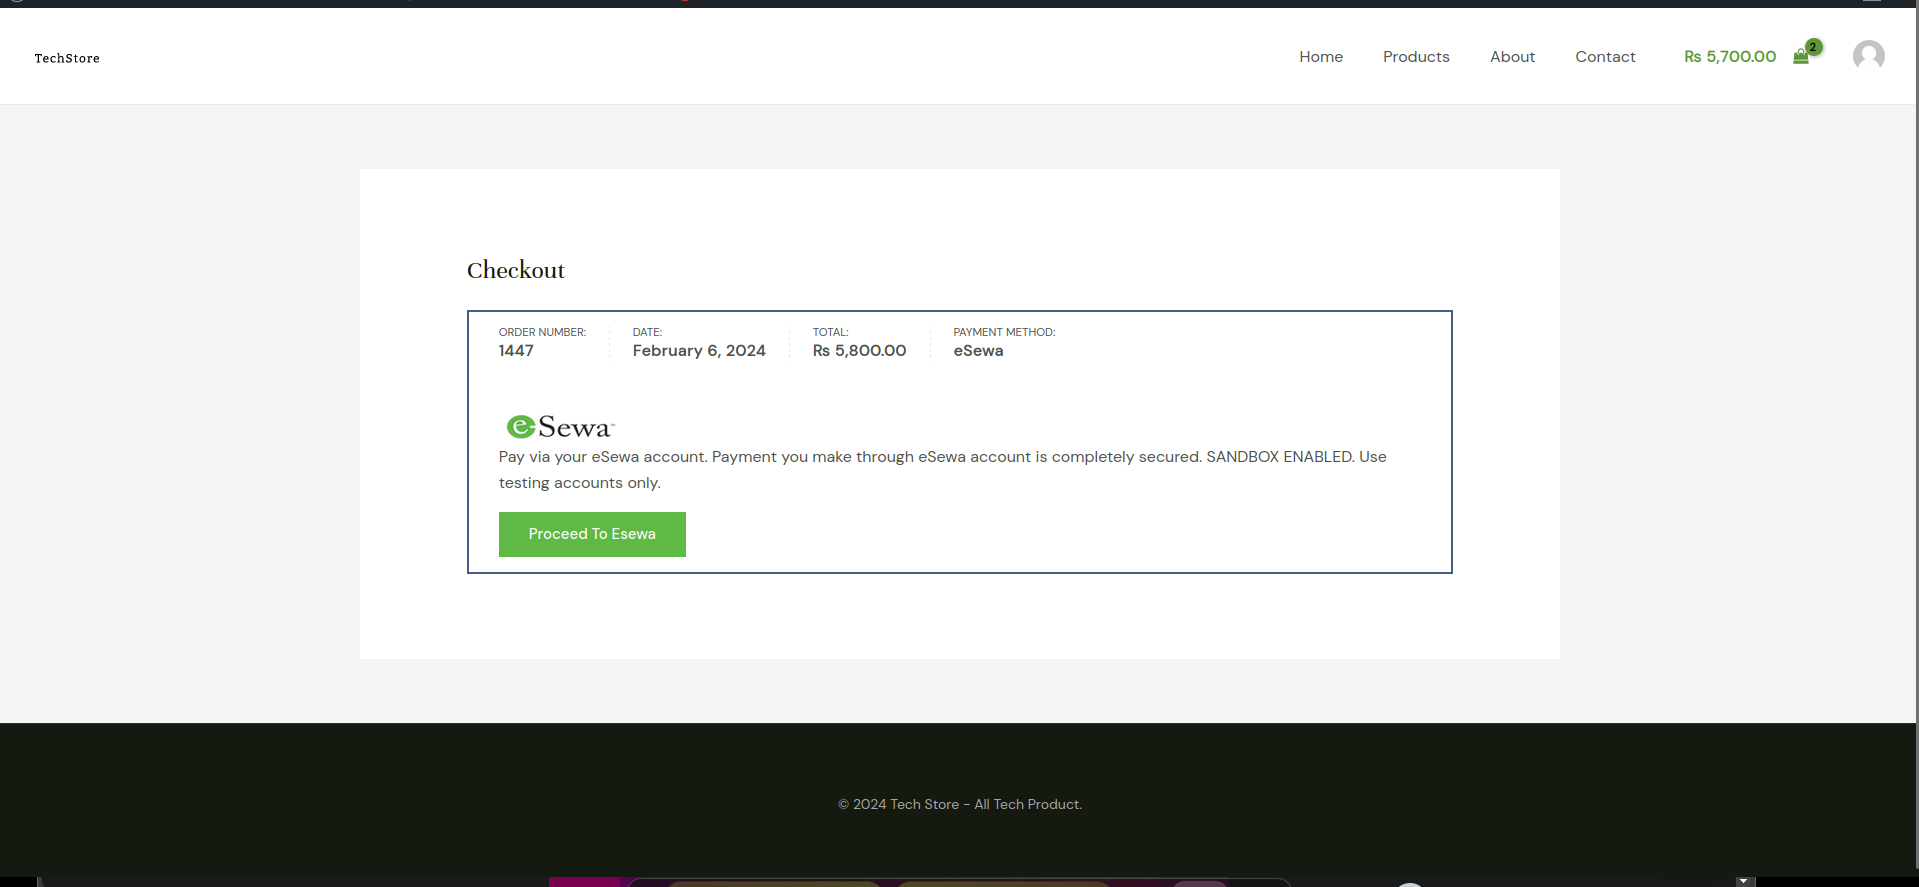 TechStore
Home Products About Contact ₨ 5,700.00 2
Checkout
ORDER NUMBER: DATE: TOTAL: PAYMENT METHOD:
1447 February 6, 2024 ₨ 5,800.00 eSewa
eSewa™
Pay via your eSewa account. Payment you make through eSewa account is completely secured. SANDBOX ENABLED. Use
testing accounts only.
Proceed To Esewa
© 2024 Tech Store - All Tech Product.